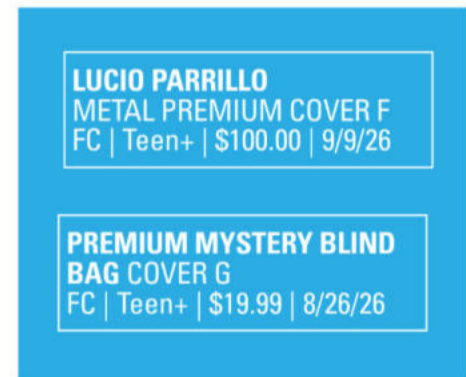 LUCIO PARRILLO
METAL PREMIUM COVER F
FC | Teen+ | $100.00 | 9/9/26
PREMIUM MYSTERY BLIND
BAG COVER G
FC | Teen+ | $19.99 | 8/26/26